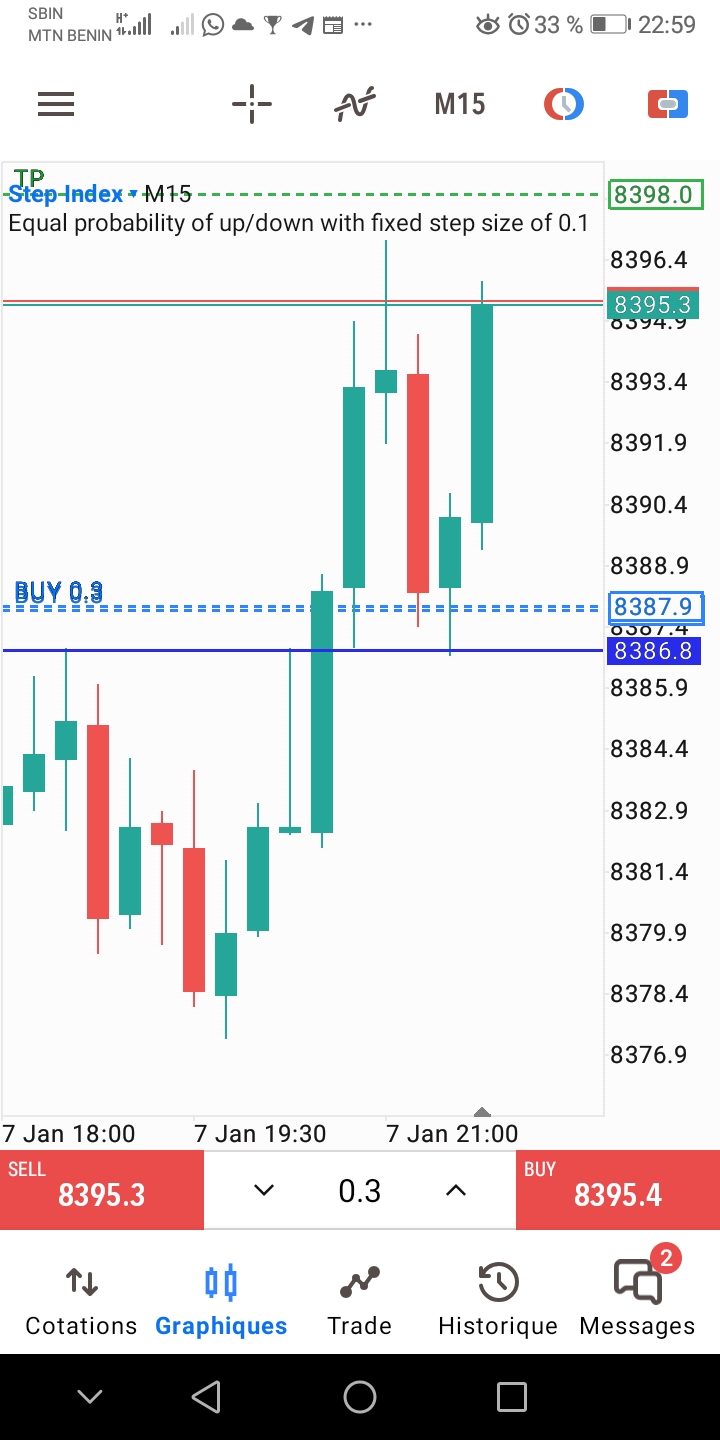 SBIN
MTN BENIN
H+
33 %
22:59
M15
TP
Step Index ▾ M15
Equal probability of up/down with fixed step size of 0.1
8398.0
8396.4
8395.3
8394.9
8393.4
8391.9
8390.4
8388.9
BUY 0.3
8387.9
8387.4
8386.8
8385.9
8384.4
8382.9
8381.4
8379.9
8378.4
8376.9
7 Jan 18:00 7 Jan 19:30 7 Jan 21:00
SELL
8395.3
0.3
BUY
8395.4
2
Cotations Graphiques Trade Historique Messages